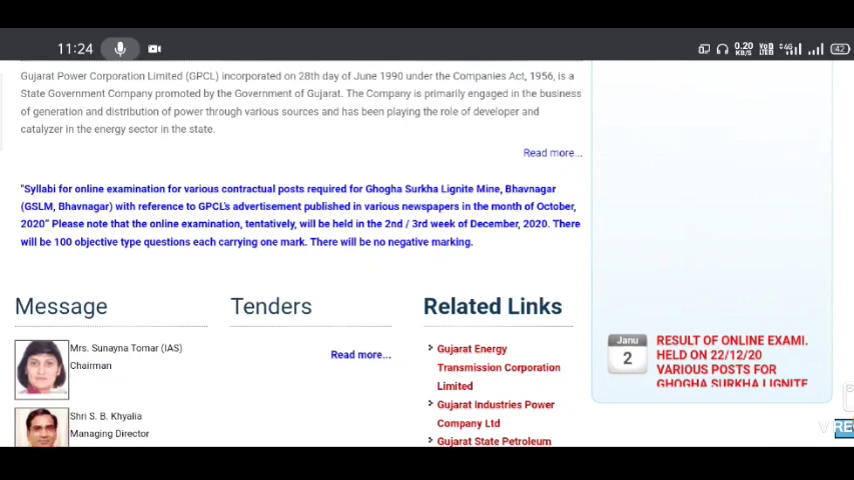 11:24
0.20
KB/S
Vo)
4G
42
Gujarat Power Corporation Limited (GPCL) incorporated on 28th day of June 1990 under the Companies Act, 1956, is a
State Government Company promoted by the Government of Gujarat. The Company is primarily engaged in the business
of generation and distribution of power through various sources and has been playing the role of developer and
catalyzer in the energy sector in the state.
Read more...
"Syllabi for online examination for various contractual posts required for Ghogha Surkha Lignite Mine, Bhavnagar
(GSLM, Bhavnagar) with reference to GPCL's advertisement published in various newspapers in the month of October,
2020" Please note that the online examination, tentatively, will be held in the 2nd / 3rd week of December, 2020. There
will be 100 objective type questions each carrying one mark. There will be no negative marking.
Message
Mrs. Sunayna Tomar (IAS)
Chairman
Shri S. B. Khyalia
Managing Director
Tenders
Read more...
Related Links
Gujarat Energy
Transmission Corporation
Limited
Gujarat Industries Power
Company Ltd
Gujarat State Petroleum
Janu
2
RESULT OF ONLINE EXAMI.
HELD ON 22/12/20
VARIOUS POSTS FOR
GHOGHA SURKHA LIGNITE